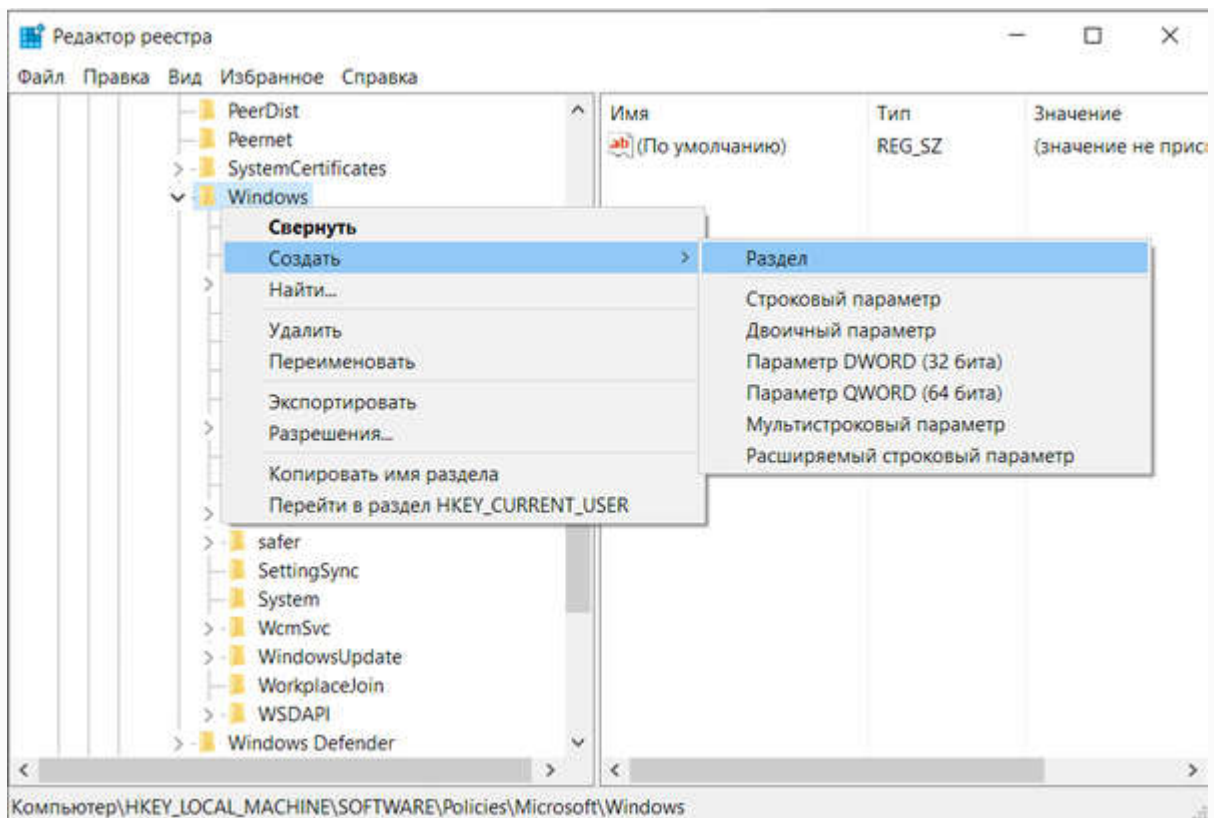 Редактор реестра
Файл Правка Вид Избранное Справка
PeerDist
Peernet
SystemCertificates
Windows
Имя Тип Значение
(По умолчанию) REG_SZ (значение не прис
Свернуть
Создать
Найти...
Удалить
Переименовать
Экспортировать
Разрешения...
Копировать имя раздела
Перейти в раздел HKEY_CURRENT_USER
Раздел
Строковый параметр
Двоичный параметр
Параметр DWORD (32 бита)
Параметр QWORD (64 бита)
Мультистроковый параметр
Расширяемый строковый параметр
safer
SettingSync
System
WcmSvc
WindowsUpdate
WorkplaceJoin
WSDAPI
Windows Defender
Компьютер\HKEY_LOCAL_MACHINE\SOFTWARE\Policies\Microsoft\Windows